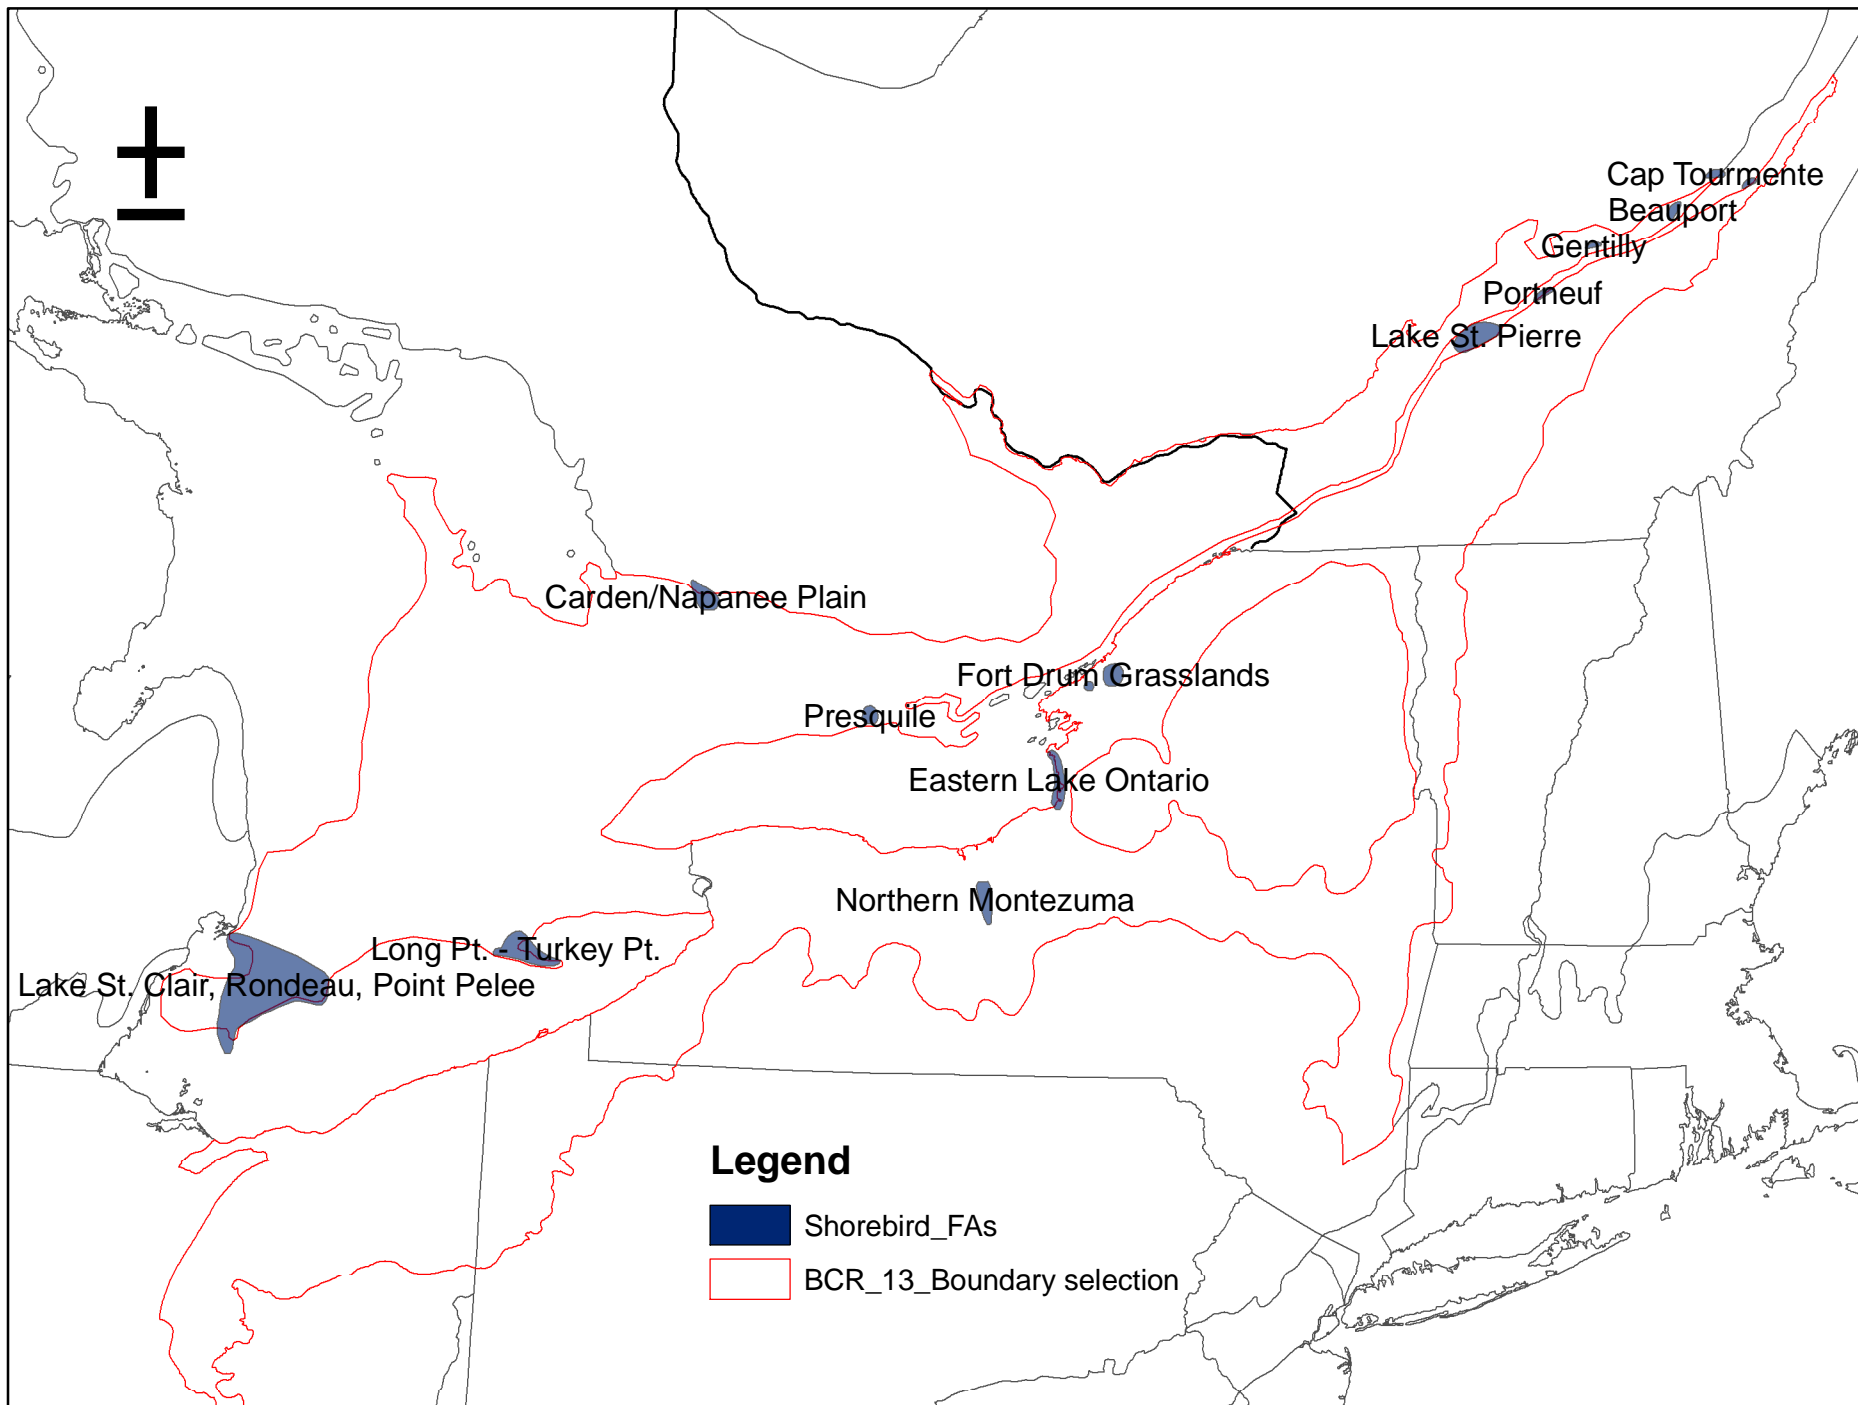 Cap Tourmente
Beauport
Gentilly
Portneuf
Lake St. Pierre
Carden/Napanee Plain
Fort Drum Grasslands
Presquile
Eastern Lake Ontario
Northern Montezuma
Long Pt. - Turkey Pt.
Lake St. Clair, Rondeau, Point Pelee
Legend
Shorebird_FAs
BCR_13_Boundary selection